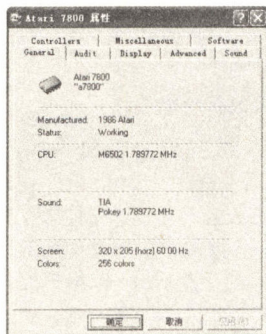 Atari 7800 属性
Controllers Miscellaneous Software
General Audit Display Advanced Sound
Atari 7800
"a7800"
Manufactured: 1986 Atari
Status: Working
CPU: M6502 1.789772 MHz
Sound: TIA
Pokey 1.789772 MHz
Screen: 320 x 205 (horz) 60.00 Hz
Colors: 256 colors
确定 取消